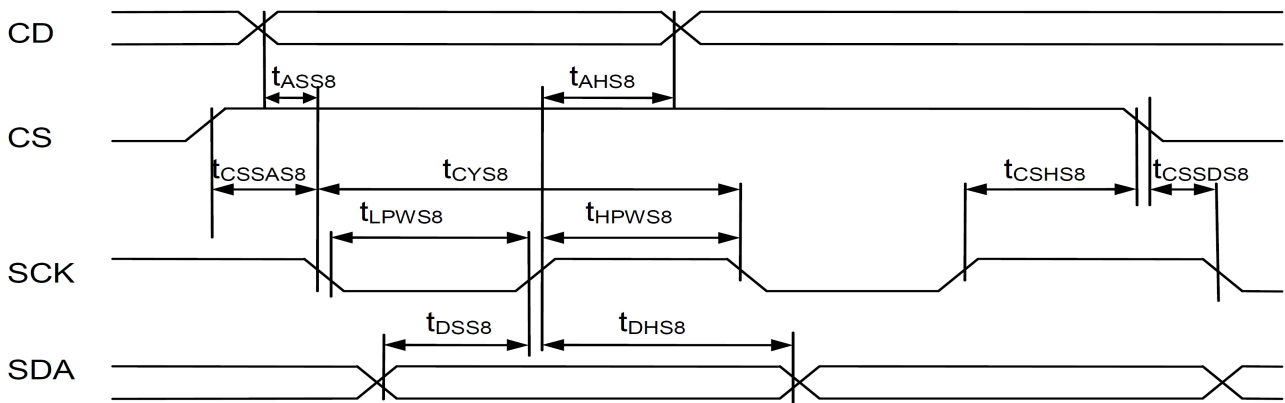 CD
tASS8
tAHS8
CS
tCSSAS8
tCYS8
tCSHS8
tCSSDS8
tLPWS8
tHPWS8
SCK
tDSS8
tDHS8
SDA